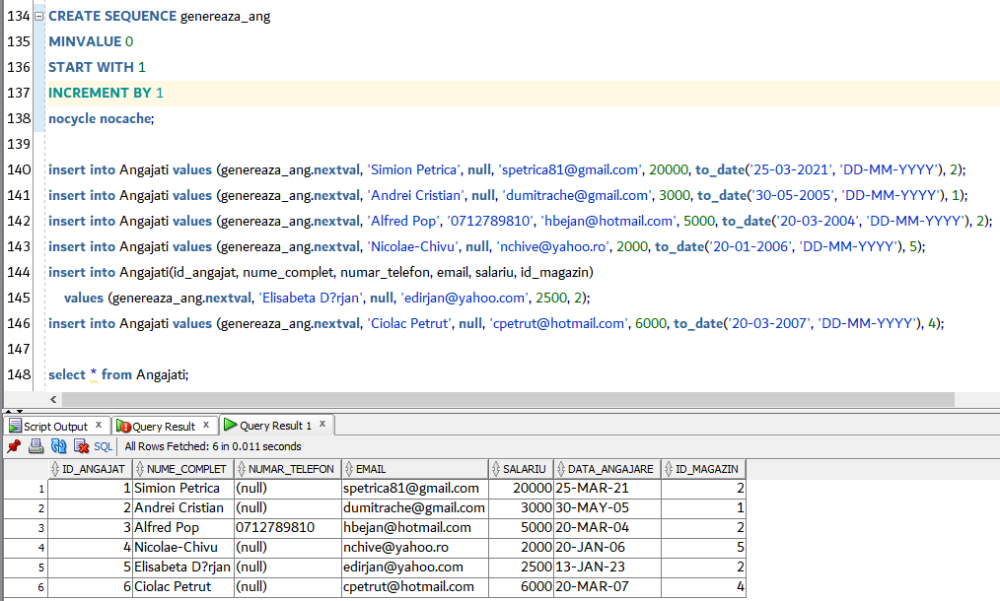 134 CREATE SEQUENCE genereaza_ang
135 MINVALUE 0
136 START WITH 1
137 INCREMENT BY 1
138 nocycle nocache;
139
140 insert into Angajati values (genereaza_ang.nextval, 'Simion Petrica', null, 'spetrica81@gmail.com', 20000, to_date('25-03-2021', 'DD-MM-YYYY'), 2);
141 insert into Angajati values (genereaza_ang.nextval, 'Andrei Cristian', null, 'dumitrache@gmail.com', 3000, to_date('30-05-2005', 'DD-MM-YYYY'), 1);
142 insert into Angajati values (genereaza_ang.nextval, 'Alfred Pop', '0712789810', 'hbejan@hotmail.com', 5000, to_date('20-03-2004', 'DD-MM-YYYY'), 2);
143 insert into Angajati values (genereaza_ang.nextval, 'Nicolae-Chivu', null, 'nchive@yahoo.ro', 2000, to_date('20-01-2006', 'DD-MM-YYYY'), 5);
144 insert into Angajati(id_angajat, nume_complet, numar_telefon, email, salariu, id_magazin)
145 values (genereaza_ang.nextval, 'Elisabeta D?rjan', null, 'edirjan@yahoo.com', 2500, 2);
146 insert into Angajati values (genereaza_ang.nextval, 'Ciolac Petrut', null, 'cpetrut@hotmail.com', 6000, to_date('20-03-2007', 'DD-MM-YYYY'), 4);
147
148 select * from Angajati;
Script Output x Query Result x Query Result 1 x
SQL All Rows Fetched: 6 in 0.011 seconds
ID_ANGAJAT NUME_COMPLET NUMAR_TELEFON EMAIL SALARIU DATA_ANGAJARE ID_MAGAZIN
1 1 Simion Petrica (null) spetrica81@gmail.com 20000 25-MAR-21 2
2 2 Andrei Cristian (null) dumitrache@gmail.com 3000 30-MAY-05 1
3 3 Alfred Pop 0712789810 hbejan@hotmail.com 5000 20-MAR-04 2
4 4 Nicolae-Chivu (null) nchive@yahoo.ro 2000 20-JAN-06 5
5 5 Elisabeta D?rjan (null) edirjan@yahoo.com 2500 13-JAN-23 2
6 6 Ciolac Petrut (null) cpetrut@hotmail.com 6000 20-MAR-07 4